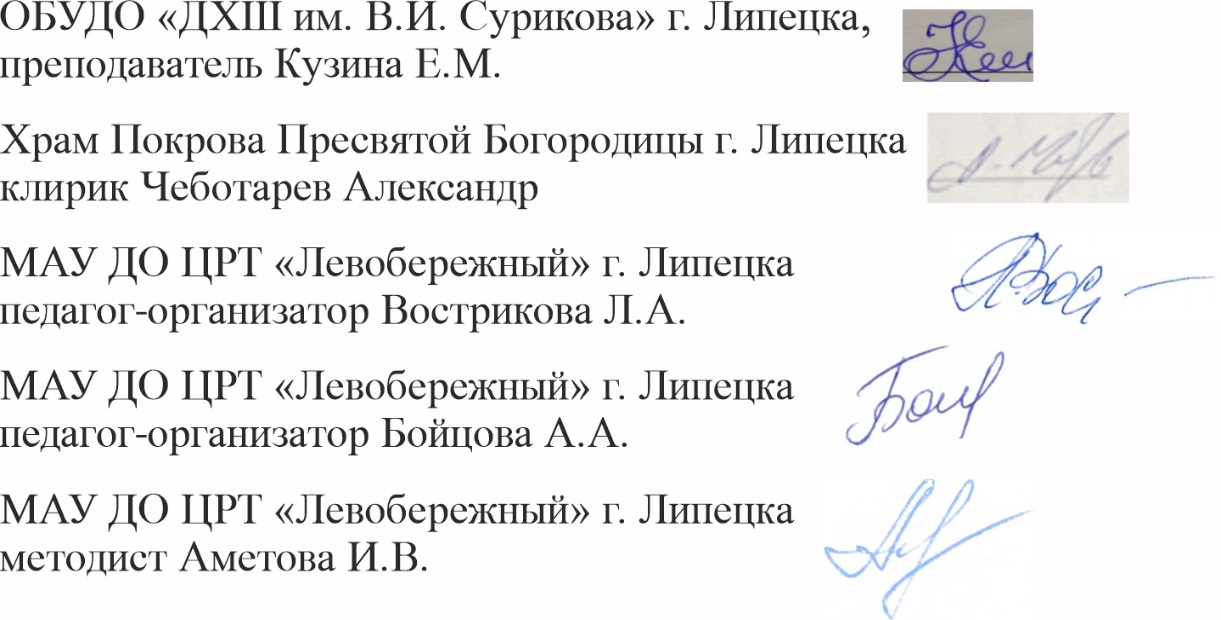 ОБУДО «ДХШ им. В.И. Сурикова» г. Липецка,
преподаватель Кузина Е.М.
Храм Покрова Пресвятой Богородицы г. Липецка
клирик Чеботарев Александр
МАУ ДО ЦРТ «Левобережный» г. Липецка
педагог-организатор Вострикова Л.А.
МАУ ДО ЦРТ «Левобережный» г. Липецка
педагог-организатор Бойцова А.А.
МАУ ДО ЦРТ «Левобережный» г. Липецка
методист Аметова И.В.